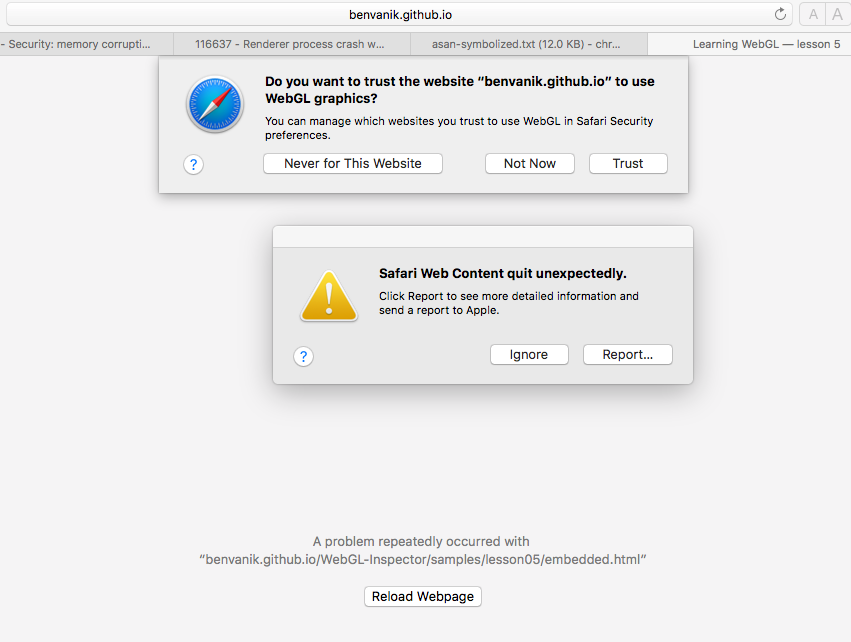 benvanik.github.io
A A
- Security: memory corrupti...
116637 - Renderer process crash w...
asan-symbolized.txt (12.0 KB) - chr...
Learning WebGL — lesson 5
Do you want to trust the website “benvanik.github.io” to use
WebGL graphics?
You can manage which websites you trust to use WebGL in Safari Security
preferences.
?
Never for This Website
Not Now
Trust
Safari Web Content quit unexpectedly.
Click Report to see more detailed information and
send a report to Apple.
?
Ignore
Report...
A problem repeatedly occurred with
“benvanik.github.io/WebGL-Inspector/samples/lesson05/embedded.html”
Reload Webpage